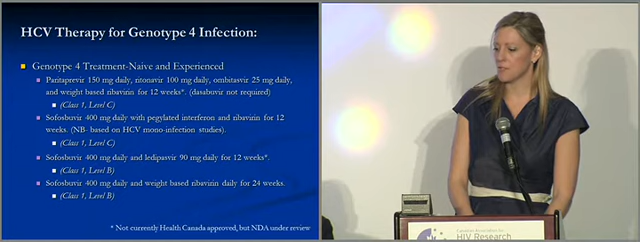 HCV Therapy for Genotype 4 Infection:
Genotype 4 Treatment-Naive and Experienced
Paritaprevir 150 mg daily, ritonavir 100 mg daily, ombitasvir 25 mg daily,
and weight based ribavirin for 12 weeks*. (dasabuvir not required)
(Class 1, Level C)
Sofosbuvir 400 mg daily with pegylated interferon and ribavirin for 12
weeks. (NB- based on HCV mono-infection studies).
(Class 1, Level C)
Sofosbuvir 400 mg daily and ledipasvir 90 mg daily for 12 weeks*.
(Class 1, Level B)
Sofosbuvir 400 mg daily and weight based ribavirin daily for 24 weeks.
(Class 1, Level B)
* Not currently Health Canada approved, but NDA under review
Canadian Association for
HIV Research